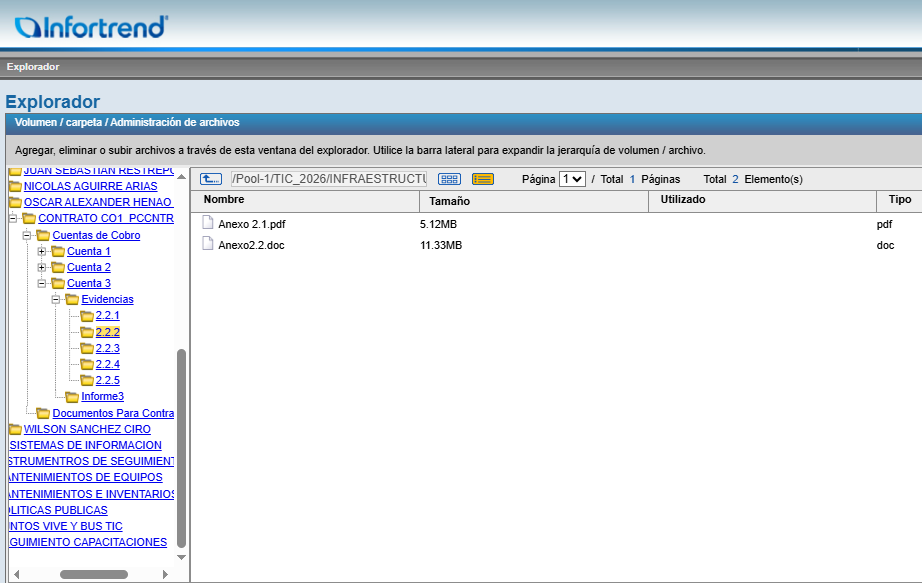 Infortrend
Explorador
Explorador
Volumen / carpeta / Administración de archivos
Agregar, eliminar o subir archivos a través de esta ventana del explorador. Utilice la barra lateral para expandir la jerarquía de volumen / archivo.
JUAN SEBASTIAN RESTREPO
NICOLAS AGUIRRE ARIAS
OSCAR ALEXANDER HENAO
CONTRATO CO1_PCCNTR
Cuentas de Cobro
Cuenta 1
Cuenta 2
Cuenta 3
Evidencias
2.2.1
2.2.2
2.2.3
2.2.4
2.2.5
Informe3
Documentos Para Contra
WILSON SANCHEZ CIRO
SISTEMAS DE INFORMACION
STRUMENTROS DE SEGUIMIENT
ANTENIMIENTOS DE EQUIPOS
ANTENIMIENTOS E INVENTARIOS
OLITICAS PUBLICAS
NTOS VIVE Y BUS TIC
GUIMIENTO CAPACITACIONES
/Pool-1/TIC_2026/INFRAESTRUCTU Página 1 / Total 1 Páginas Total 2 Elemento(s)
Nombre Tamaño Utilizado Tipo
Anexo 2.1.pdf 5.12MB pdf
Anexo2.2.doc 11.33MB doc